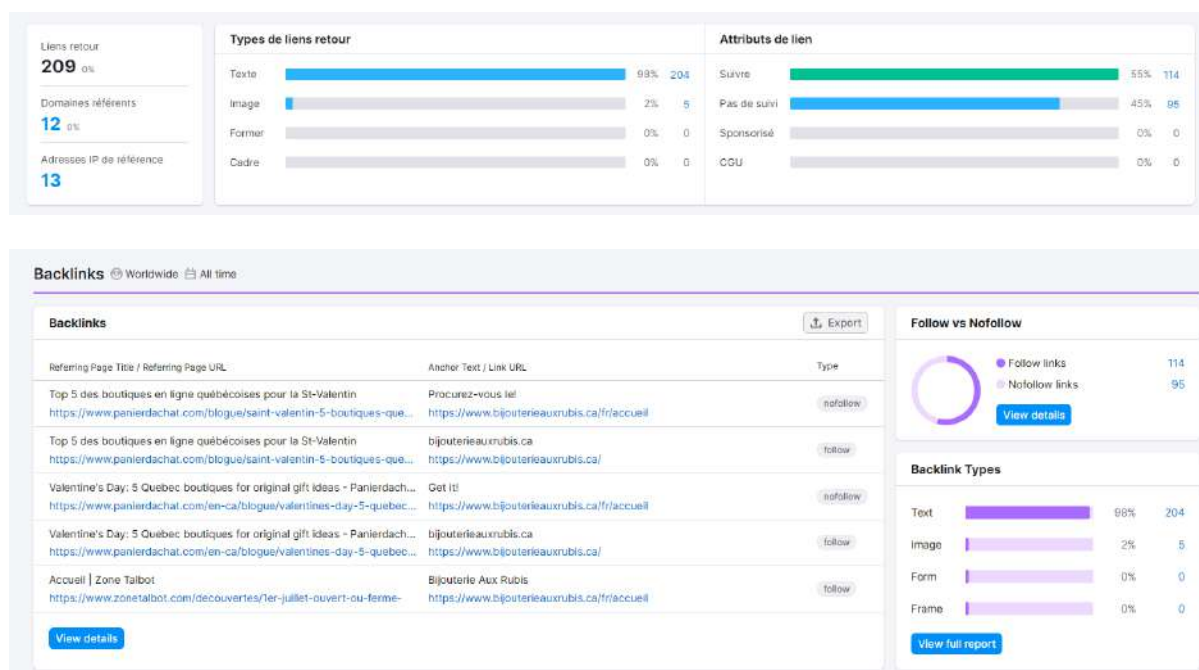 Liens retour
209 0%
Domaines référents
12 0%
Adresses IP de référence
13
Types de liens retour
Texte 98% 204
Image 2% 5
Former 0% 0
Cadre 0% 0
Attributs de lien
Suivre 55% 114
Pas de suivi 45% 95
Sponsorisé 0% 0
CGU 0% 0
Backlinks Worldwide All time
Backlinks
Export
Referring Page Title / Referring Page URL Anchor Text / Link URL Type
Top 5 des boutiques en ligne québécoises pour la St-Valentin Procurez-vous le!
https://www.panierdachat.com/blogue/saint-valentin-5-boutiques-que... https://www.bijouterieauxrubis.ca/fr/accueil
nofollow
Top 5 des boutiques en ligne québécoises pour la St-Valentin bijouterieauxrubis.ca
https://www.panierdachat.com/blogue/saint-valentin-5-boutiques-que... https://www.bijouterieauxrubis.ca/
follow
Valentine's Day: 5 Quebec boutiques for original gift ideas - Panierdach... Get it!
https://www.panierdachat.com/en-ca/blogue/valentines-day-5-quebec... https://www.bijouterieauxrubis.ca/fr/accueil
nofollow
Valentine's Day: 5 Quebec boutiques for original gift ideas - Panierdach... bijouterieauxrubis.ca
https://www.panierdachat.com/en-ca/blogue/valentines-day-5-quebec... https://www.bijouterieauxrubis.ca/
follow
Accueil | Zone Talbot Bijouterie Aux Rubis
https://www.zonetalbot.com/decouvertes/1er-juillet-ouvert-ou-ferme- https://www.bijouterieauxrubis.ca/fr/accueil
follow
View details
Follow vs Nofollow
Follow links 114
Nofollow links 95
View details
Backlink Types
Text 98% 204
Image 2% 5
Form 0% 0
Frame 0% 0
View full report